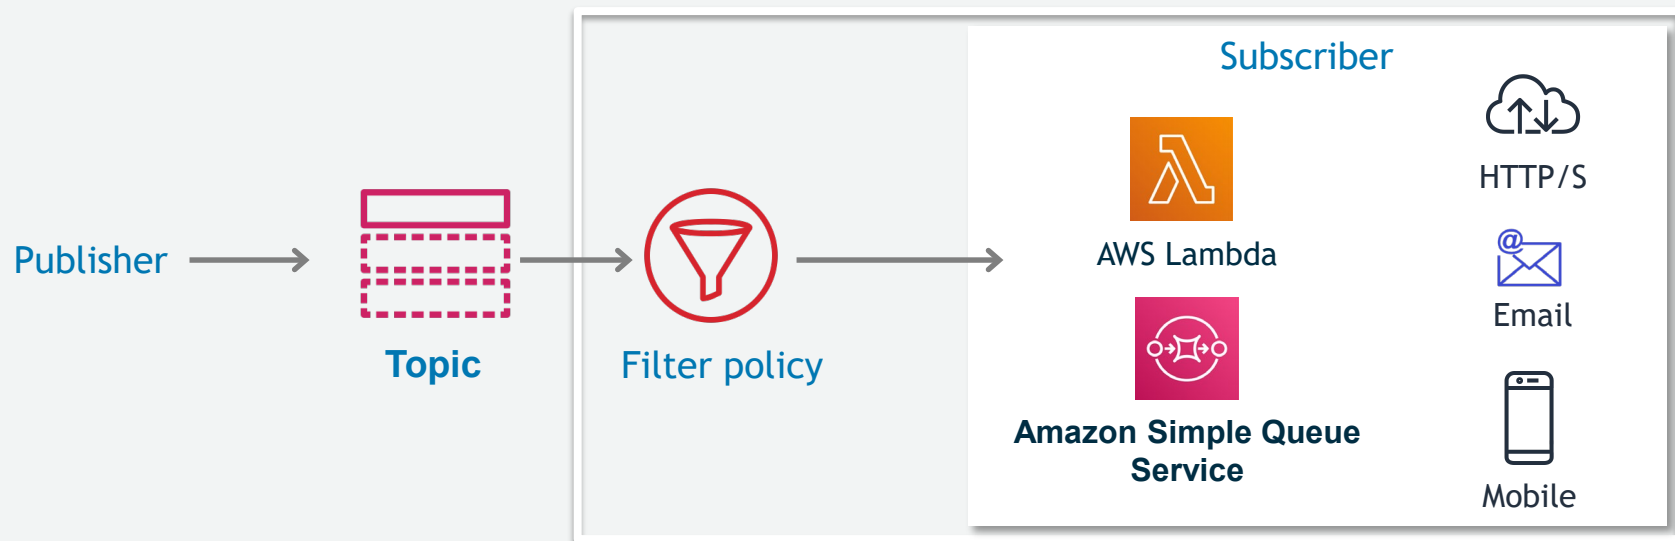 Publisher
Topic
Filter policy
Subscriber
AWS Lambda
Amazon Simple Queue
Service
HTTP/S
@
Email
Mobile